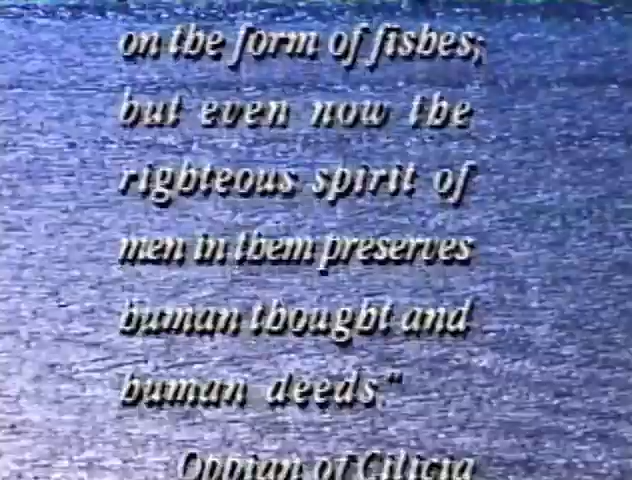 on the form of fishes;
but even now the
righteous spirit of
men in them preserves
human thought and
human deeds."
Oppian of Cilicia